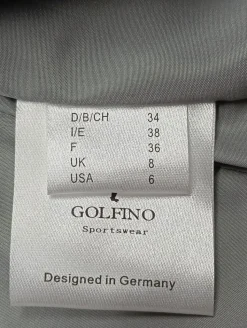 D/B/CH 34
I/E 38
F 36
UK 8
USA 6
GOLFINO
Sportswear
Designed in Germany